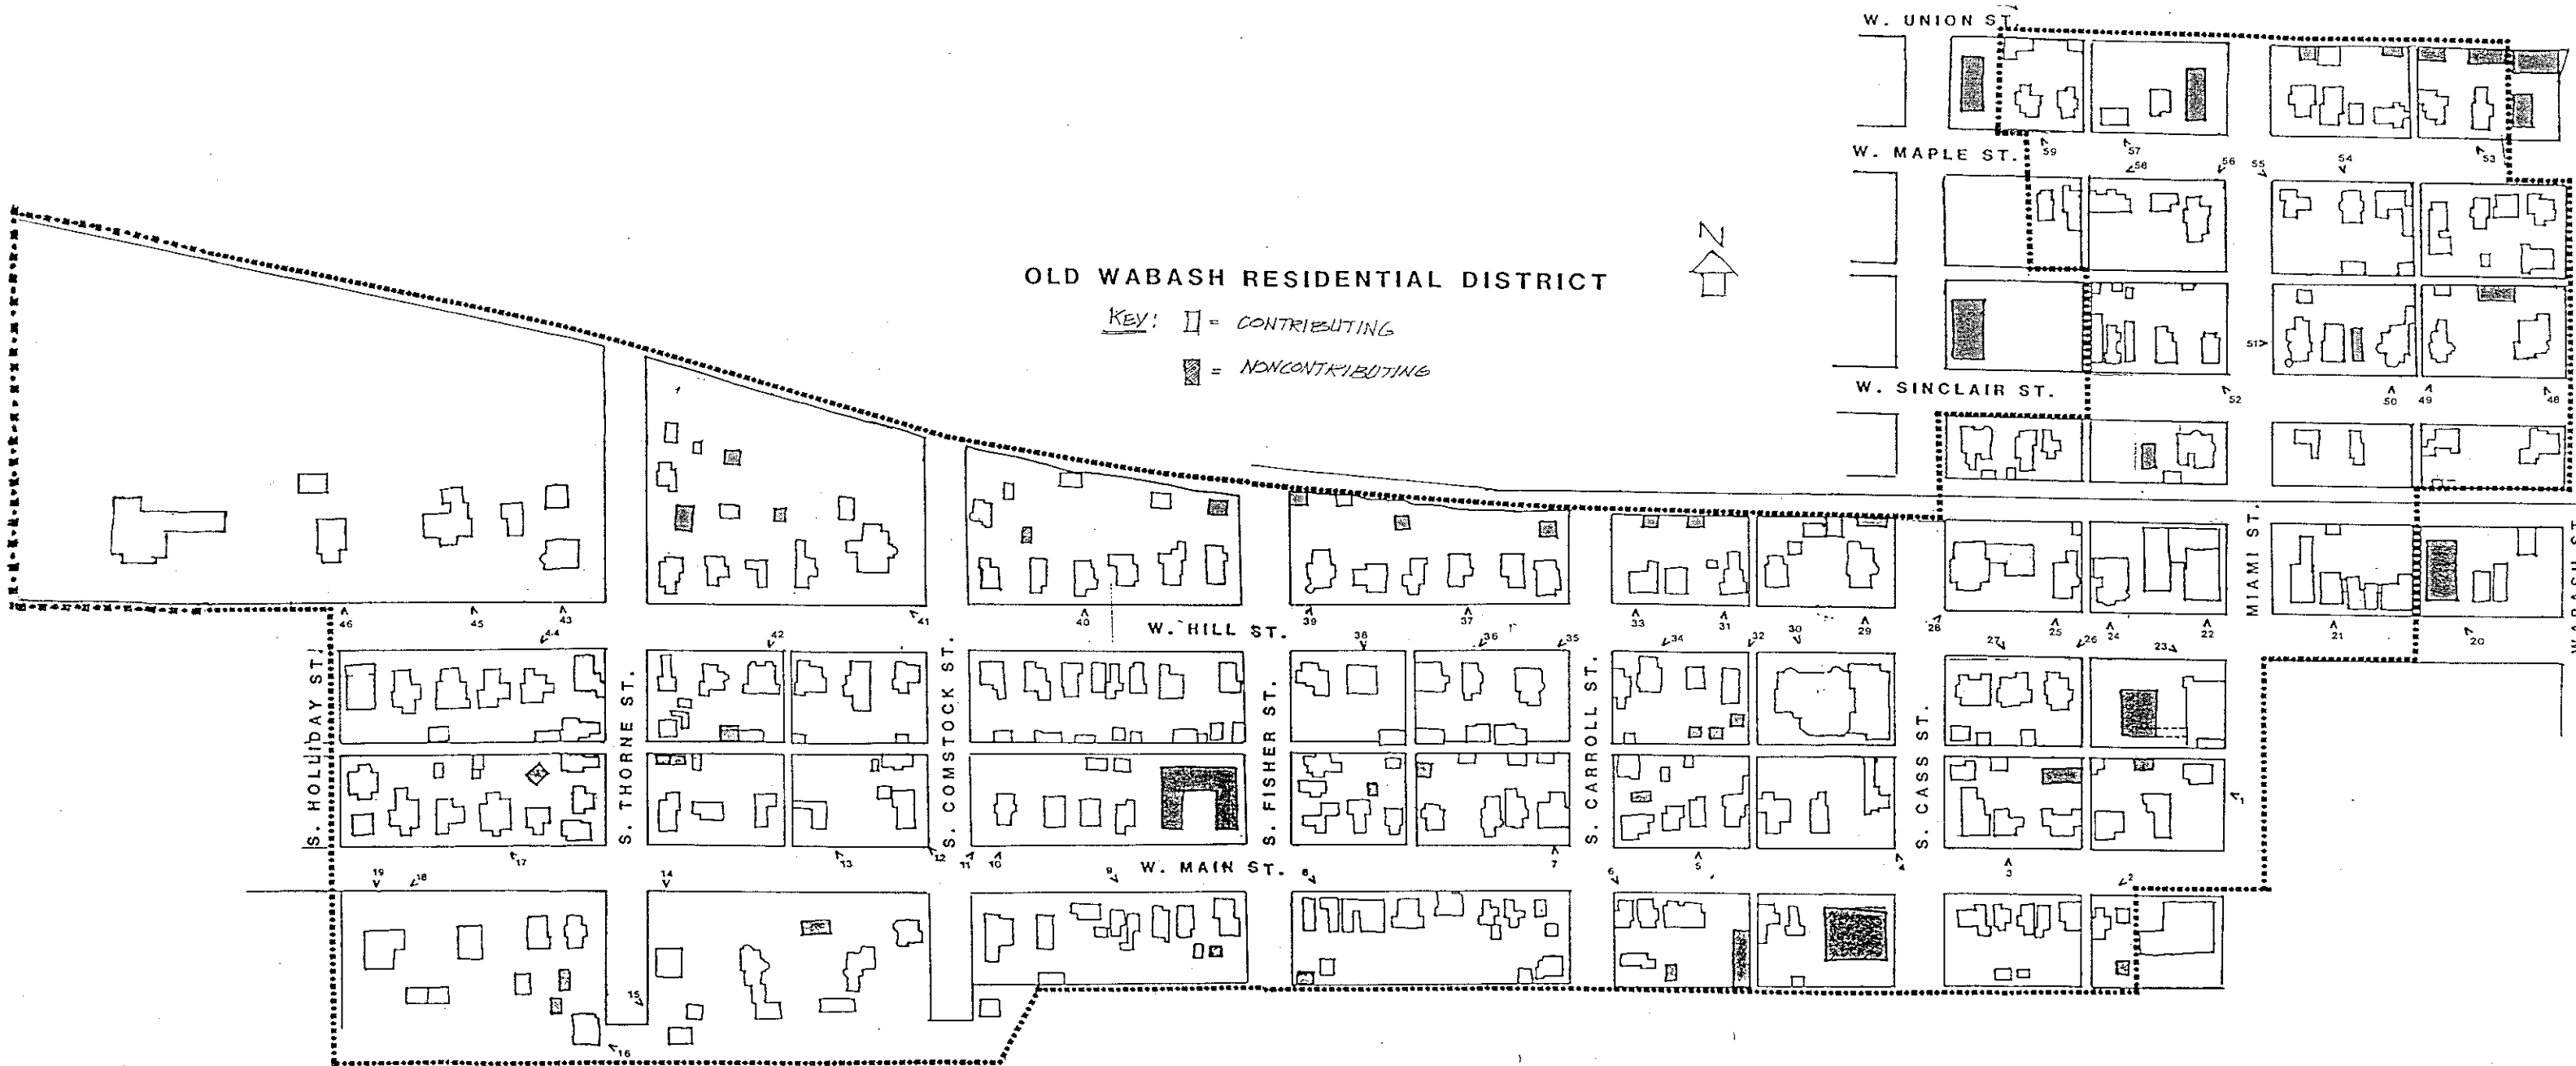 W. UNION ST.
59 57 53
W. MAPLE ST.
58 56 55 54
OLD WABASH RESIDENTIAL DISTRICT
N
KEY: = CONTRIBUTING
= NONCONTRIBUTING
51
W. SINCLAIR ST.
52 50 49 48
MIAMI ST.
WABASH ST.
46 45 43 41 40 39 37 33 31 29 28 25 24 22 21 20
W. HILL ST.
44 42 38 36 35 34 32 30 27 26 23
S. HOLLIDAY ST.
S. THORNE ST.
S. COMSTOCK ST.
S. FISHER ST.
S. CARROLL ST.
S. CASS ST.
1
17 13 12 11 10 7 5 4 3
W. MAIN ST.
19 18 14 9 8 6 2
15
16